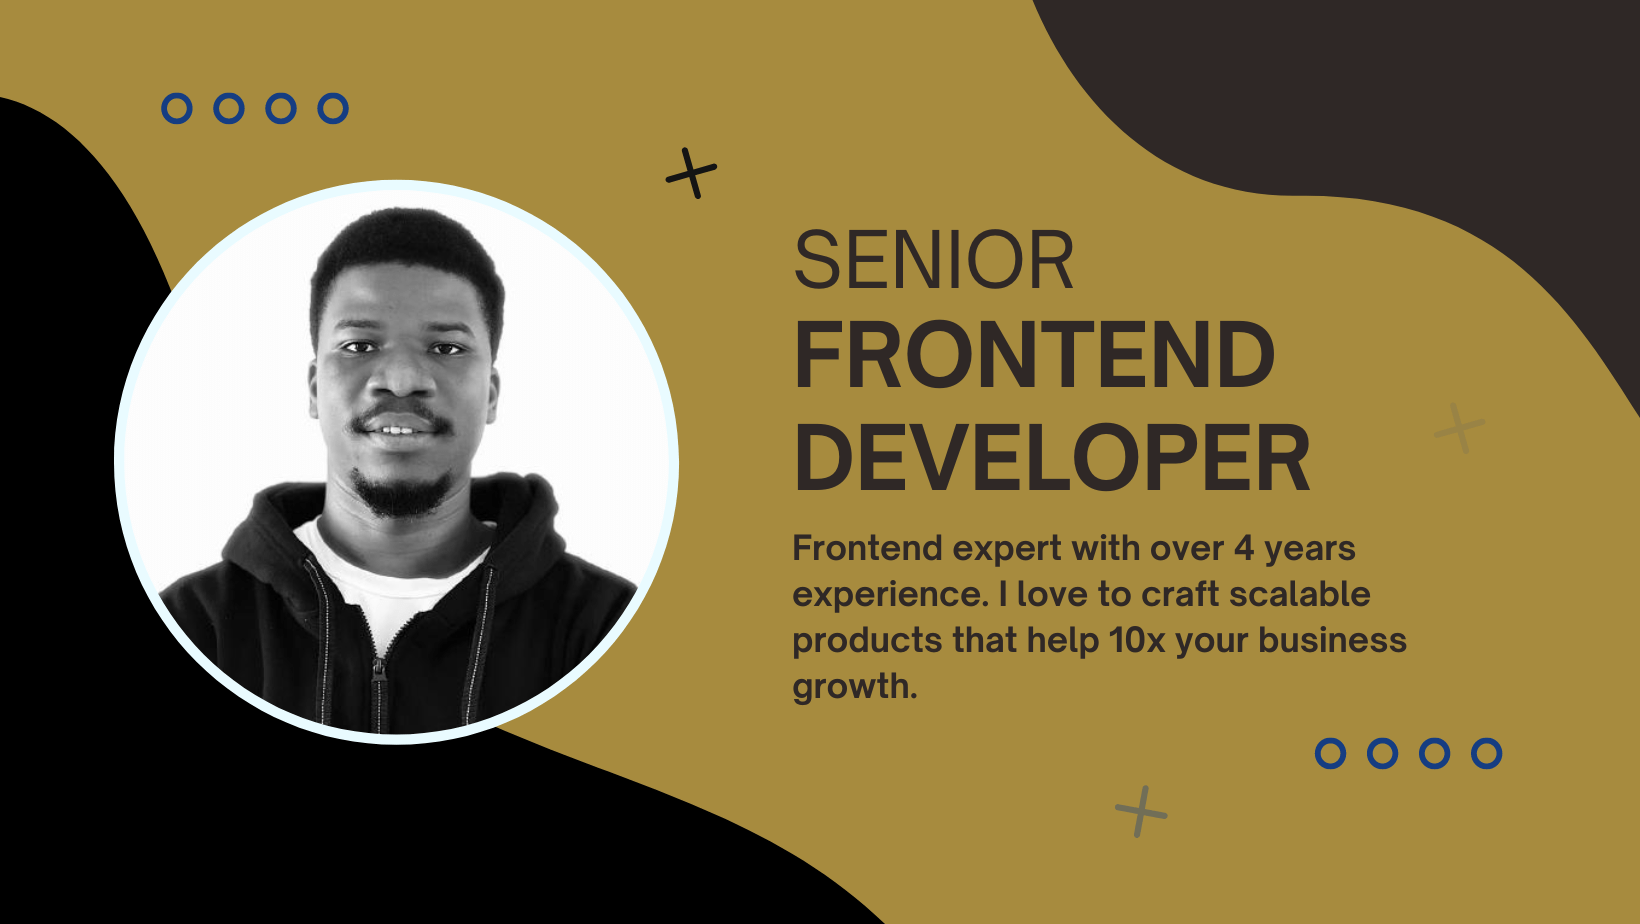 SENIOR
FRONTEND
DEVELOPER
Frontend expert with over 4 years
experience. I love to craft scalable
products that help 10x your business
growth.